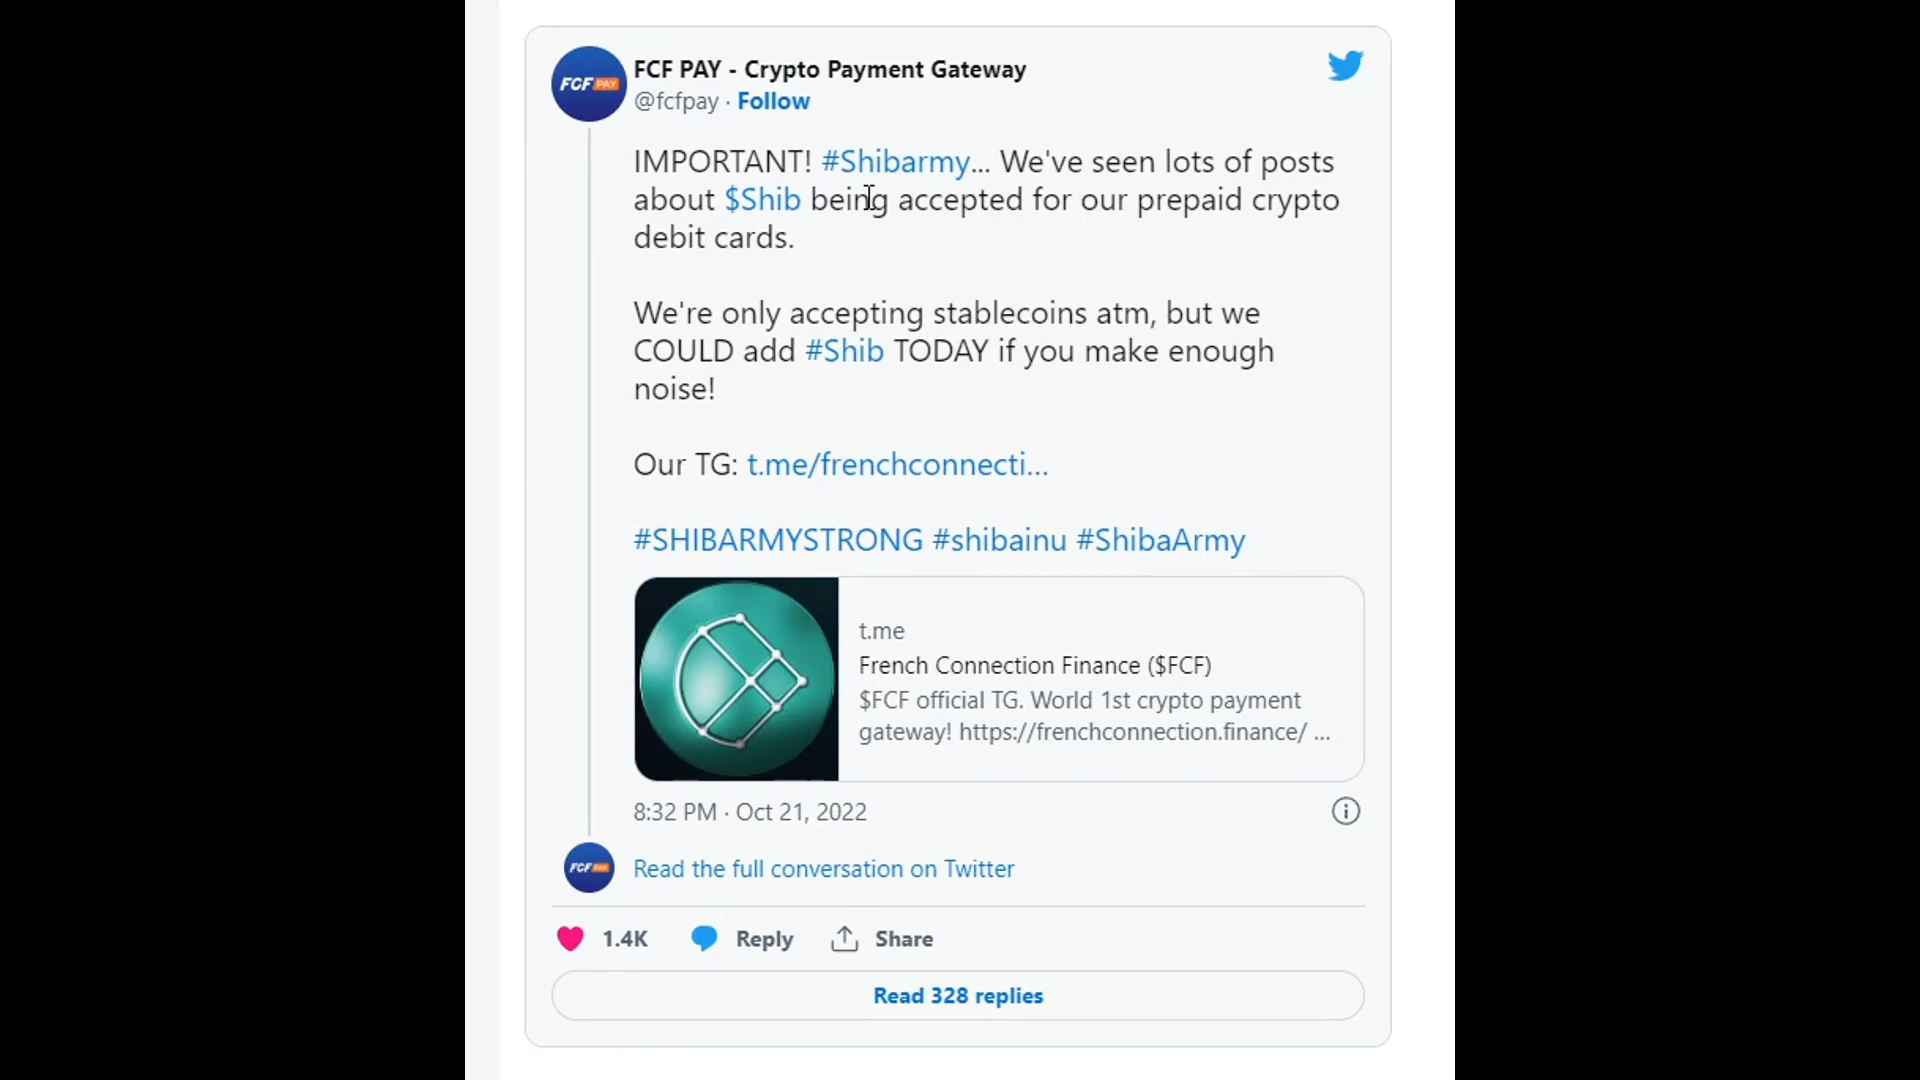 FCF PAY
FCF PAY - Crypto Payment Gateway
@fcfpay · Follow
IMPORTANT! #Shibarmy... We've seen lots of posts
about $Shib being accepted for our prepaid crypto
debit cards.
We're only accepting stablecoins atm, but we
COULD add #Shib TODAY if you make enough
noise!
Our TG: t.me/frenchconnecti...
#SHIBARMYSTRONG #shibainu #ShibaArmy
t.me
French Connection Finance ($FCF)
$FCF official TG. World 1st crypto payment
gateway! https://frenchconnection.finance/ ...
8:32 PM · Oct 21, 2022
FCF PAY
Read the full conversation on Twitter
1.4K Reply Share
Read 328 replies